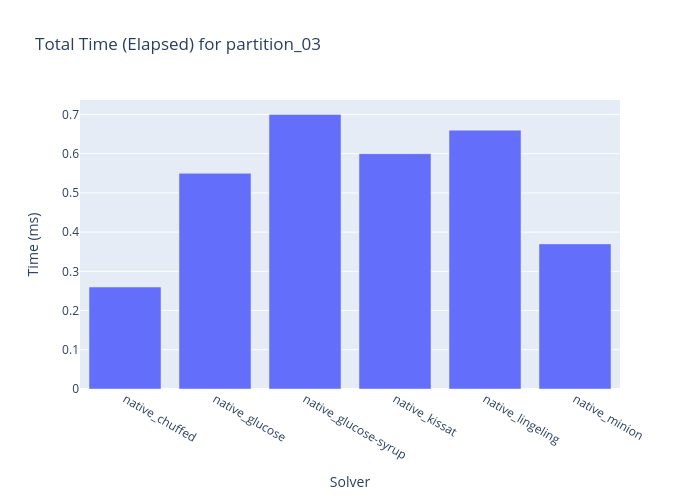 Total Time (Elapsed) for partition_03
Time (ms)
0.7
0.6
0.5
0.4
0.3
0.2
0.1
0
native_chuffed
native_glucose
native_glucose-syrup
native_kissat
native_lingeling
native_minion
Solver